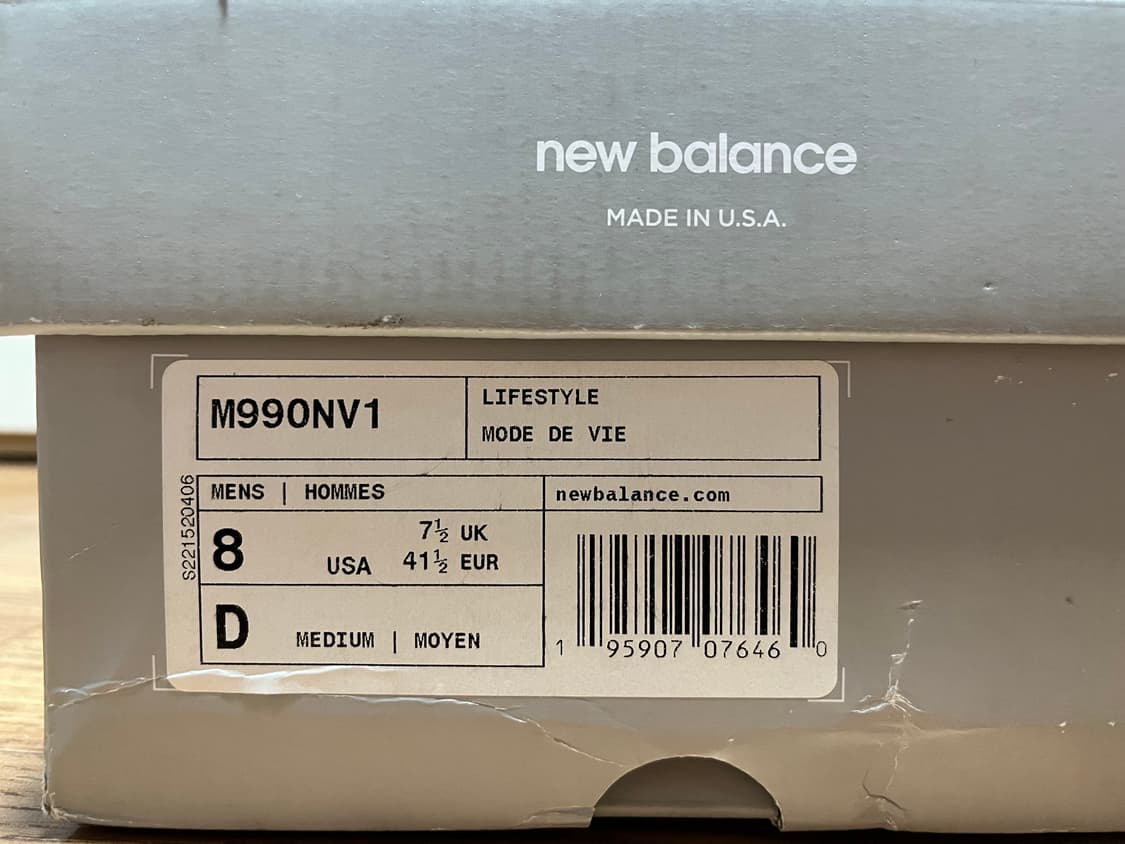 new balance
MADE IN U.S.A.
M990NV1
LIFESTYLE
MODE DE VIE
S221520406
MENS | HOMMES
newbalance.com
8
USA
7½ UK
41½ EUR
D
MEDIUM | MOYEN
1 95907 07646 0